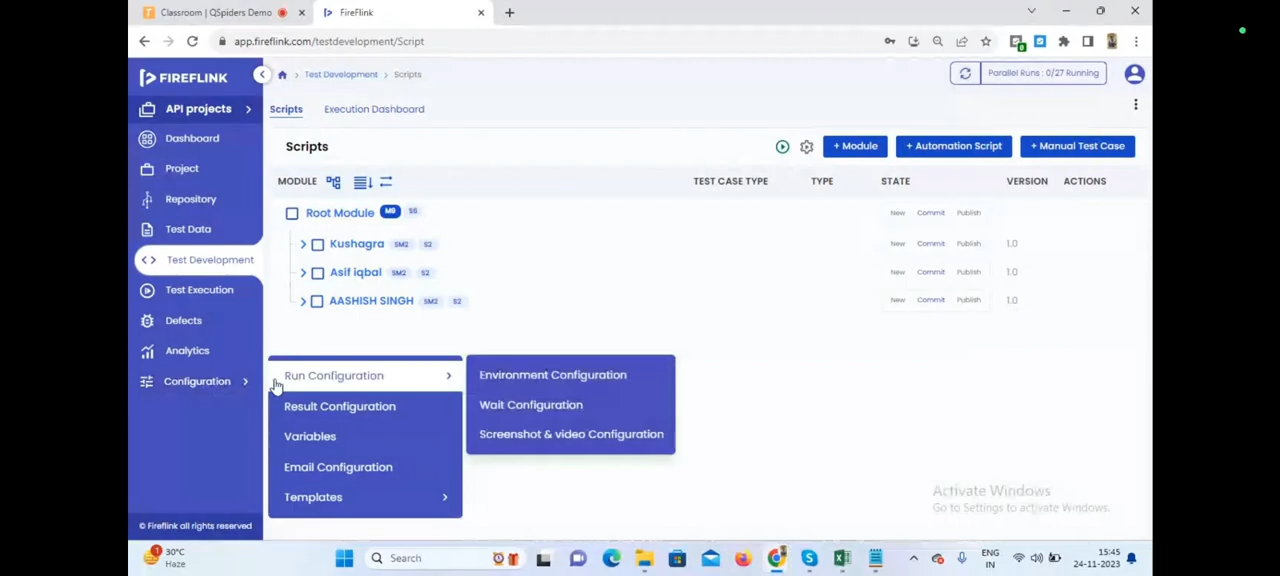 Classroom | QSpiders Demo
FireFlink
app.fireflink.com/testdevelopment/Script
FIREFLINK
Test Development > Scripts
Parallel Runs : 0/27 Running
API projects
Scripts
Execution Dashboard
Dashboard
Scripts
+ Module
+ Automation Script
+ Manual Test Case
Project
MODULE
TEST CASE TYPE
TYPE
STATE
VERSION
ACTIONS
Repository
Root Module
M9
S6
New
Commit
Publish
Test Data
Kushagra
SM2
S2
New
Commit
Publish
1.0
Test Development
Asif iqbal
SM2
S2
New
Commit
Publish
1.0
Test Execution
AASHISH SINGH
SM2
S2
New
Commit
Publish
1.0
Defects
Analytics
Configuration
Run Configuration
Environment Configuration
Result Configuration
Wait Configuration
Variables
Screenshot & video Configuration
Email Configuration
Templates
Activate Windows
Go to Settings to activate Windows.
© Fireflink all rights reserved
1
30°C
Haze
Search
ENG
IN
15:45
24-11-2023